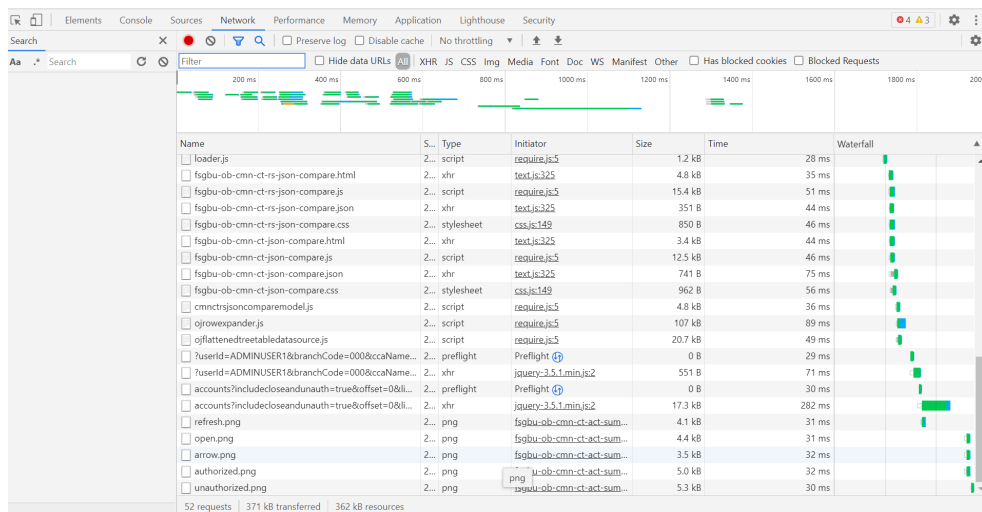 Elements Console Sources Network Performance Memory Application Lighthouse Security 4 3
Search
Preserve log Disable cache No throttling
Aa .* Search
Filter Hide data URLs All XHR JS CSS Img Media Font Doc WS Manifest Other Has blocked cookies Blocked Requests
200 ms 400 ms 600 ms 800 ms 1000 ms 1200 ms 1400 ms 1600 ms 1800 ms 200
Name S... Type Initiator Size Time Waterfall
loader.js 2... script require.js:5 1.2 kB 28 ms
fsgbu-ob-cmn-ct-rs-json-compare.html 2... xhr text.js:325 4.8 kB 35 ms
fsgbu-ob-cmn-ct-rs-json-compare.js 2... script require.js:5 15.4 kB 51 ms
fsgbu-ob-cmn-ct-rs-json-compare.json 2... xhr text.js:325 351 B 44 ms
fsgbu-ob-cmn-ct-rs-json-compare.css 2... stylesheet css.js:149 850 B 46 ms
fsgbu-ob-cmn-ct-json-compare.html 2... xhr text.js:325 3.4 kB 44 ms
fsgbu-ob-cmn-ct-json-compare.js 2... script require.js:5 12.5 kB 46 ms
fsgbu-ob-cmn-ct-json-compare.json 2... xhr text.js:325 741 B 75 ms
fsgbu-ob-cmn-ct-json-compare.css 2... stylesheet css.js:149 962 B 56 ms
cmnctrsjsoncomparemodel.js 2... script require.js:5 4.8 kB 36 ms
ojrowexpander.js 2... script require.js:5 107 kB 89 ms
ojflattenedtreetabledatasource.js 2... script require.js:5 20.7 kB 49 ms
?userId=ADMINUSER1&branchCode=000&ccaName... 2... preflight Preflight 0 B 29 ms
?userId=ADMINUSER1&branchCode=000&ccaName... 2... xhr jquery-3.5.1.min.js:2 551 B 71 ms
accounts?includecloseandunauth=true&offset=0&li... 2... preflight Preflight 0 B 30 ms
accounts?includecloseandunauth=true&offset=0&li... 2... xhr jquery-3.5.1.min.js:2 17.3 kB 282 ms
refresh.png 2... png fsgbu-ob-cmn-ct-act-sum... 4.1 kB 31 ms
open.png 2... png fsgbu-ob-cmn-ct-act-sum... 4.4 kB 31 ms
arrow.png 2... png fsgbu-ob-cmn-ct-act-sum... 3.5 kB 32 ms
authorized.png 2... png ob-cmn-ct-act-sum... 5.0 kB 32 ms
png
unauthorized.png 2... png fsgbu-ob-cmn-ct-act-sum... 5.3 kB 30 ms
52 requests 371 kB transferred 362 kB resources